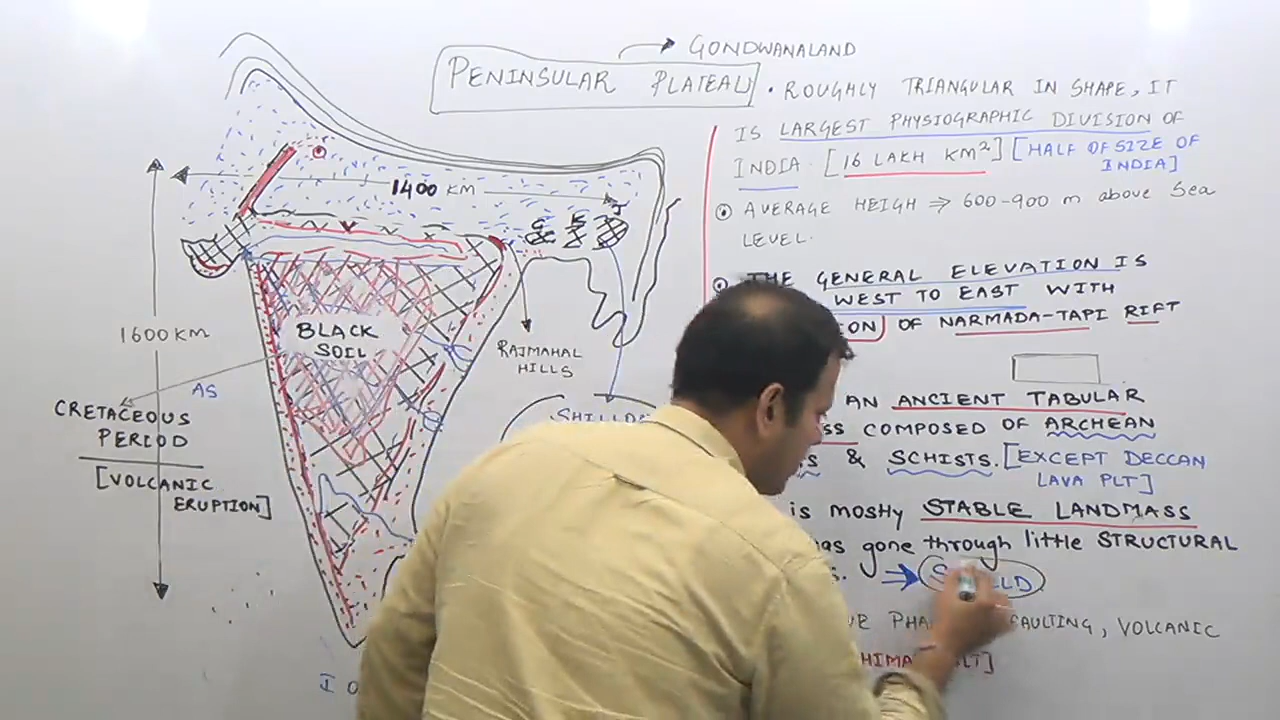 GONDWANALAND
PENINSULAR PLATEAU
• ROUGHLY TRIANGULAR IN SHAPE, IT
IS LARGEST PHYSIOGRAPHIC DIVISION OF
INDIA. [16 LAKH KM²] [HALF OF SIZE OF
INDIA]
AVERAGE HEIGH ⇒ 600-900 m above Sea
LEVEL.
THE GENERAL ELEVATION IS
WEST TO EAST WITH
OF NARMADA-TAPI RIFT
AN ANCIENT TABULAR
COMPOSED OF ARCHEAN
& SCHISTS. [EXCEPT DECCAN
LAVA PLT]
is mostly STABLE LANDMASS
gone through little STRUCTURAL
FAULTING, VOLCANIC
1400 KM
1600 KM
BLACK
SOIL
AS
CRETACEOUS
PERIOD
[VOLCANIC
ERUPTION]
RAJMAHAL
HILLS